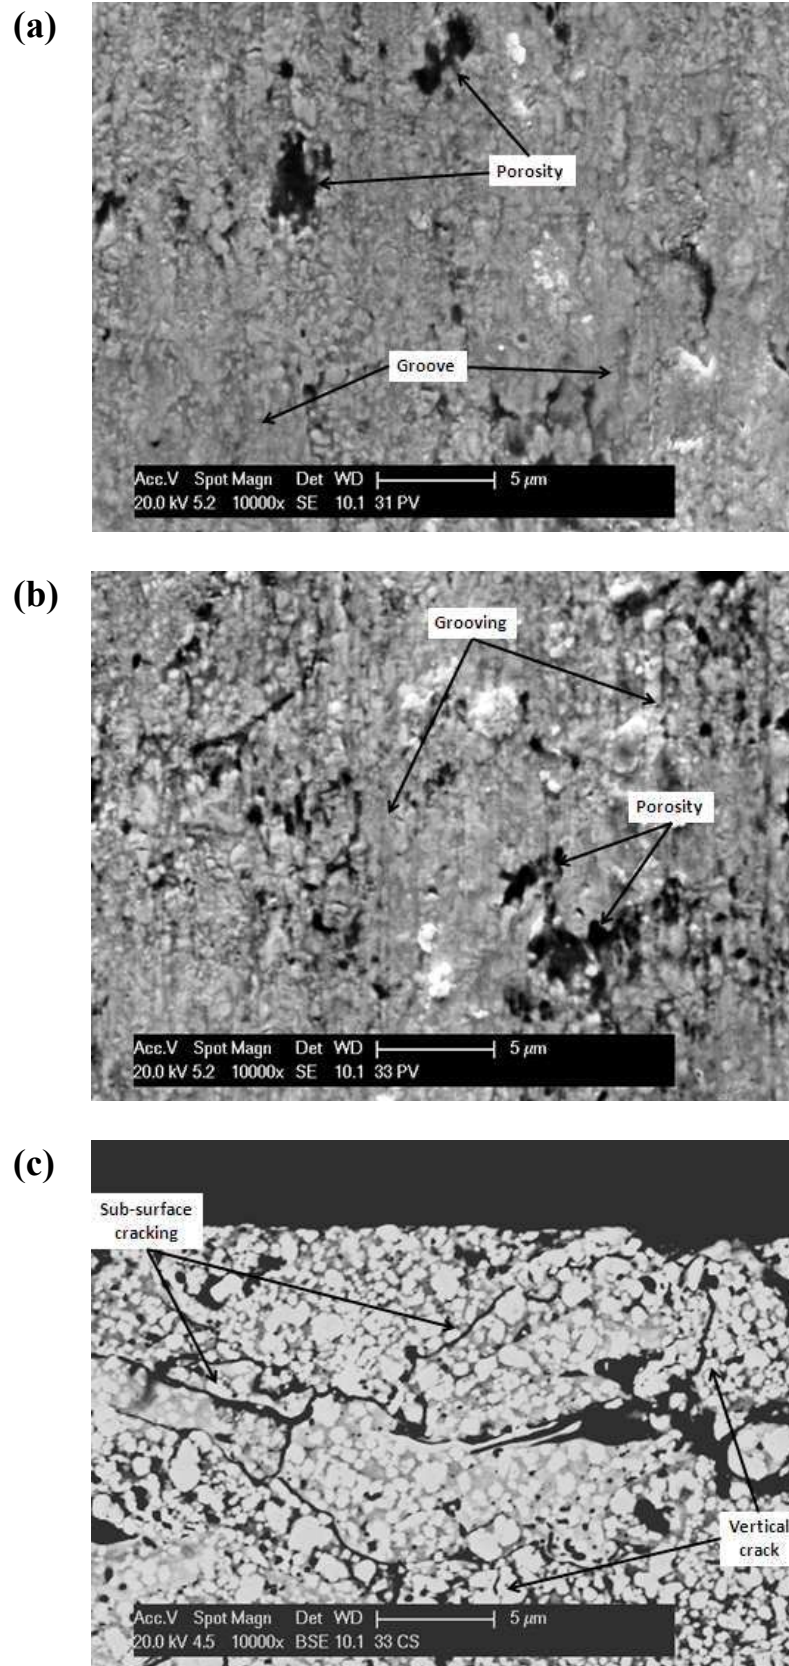 (a)
Porosity
Groove
Acc.V Spot Magn Det WD 5 µm
20.0 kV 5.2 10000x SE 10.1 31 PV
(b)
Grooving
Porosity
Acc.V Spot Magn Det WD 5 µm
20.0 kV 5.2 10000x SE 10.1 33 PV
(c)
Sub-surface
cracking
Vertical
crack
Acc.V Spot Magn Det WD 5 µm
20.0 kV 4.5 10000x BSE 10.1 33 CS